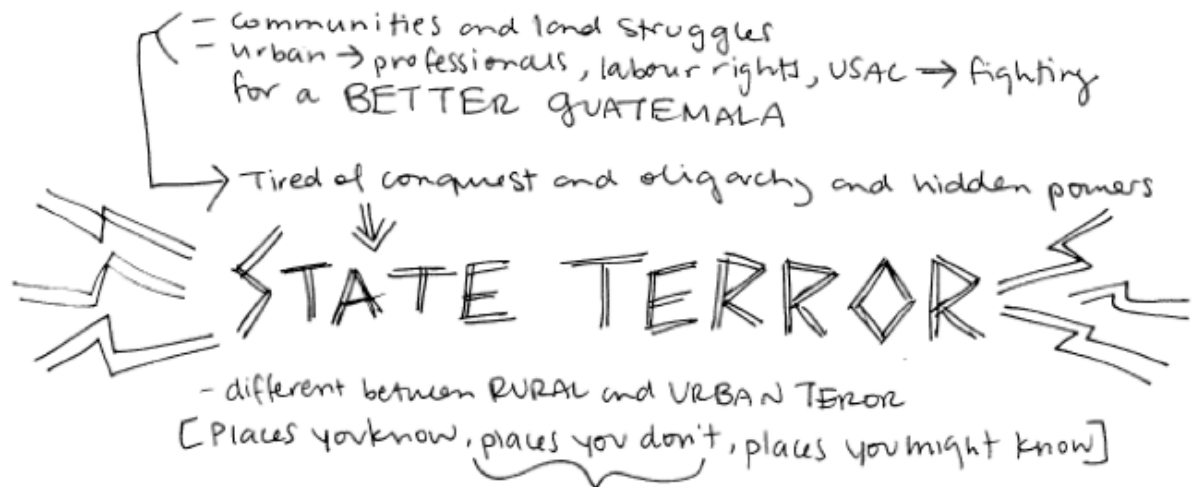 - communities and land struggles
- urban → professionals, labour rights, USAC → fighting
for a BETTER GUATEMALA
→ Tired of conquest and oligarchy and hidden powers
STATE TERROR
- different between RURAL and URBAN TEROR
[Places you know, places you don't, places you might know]